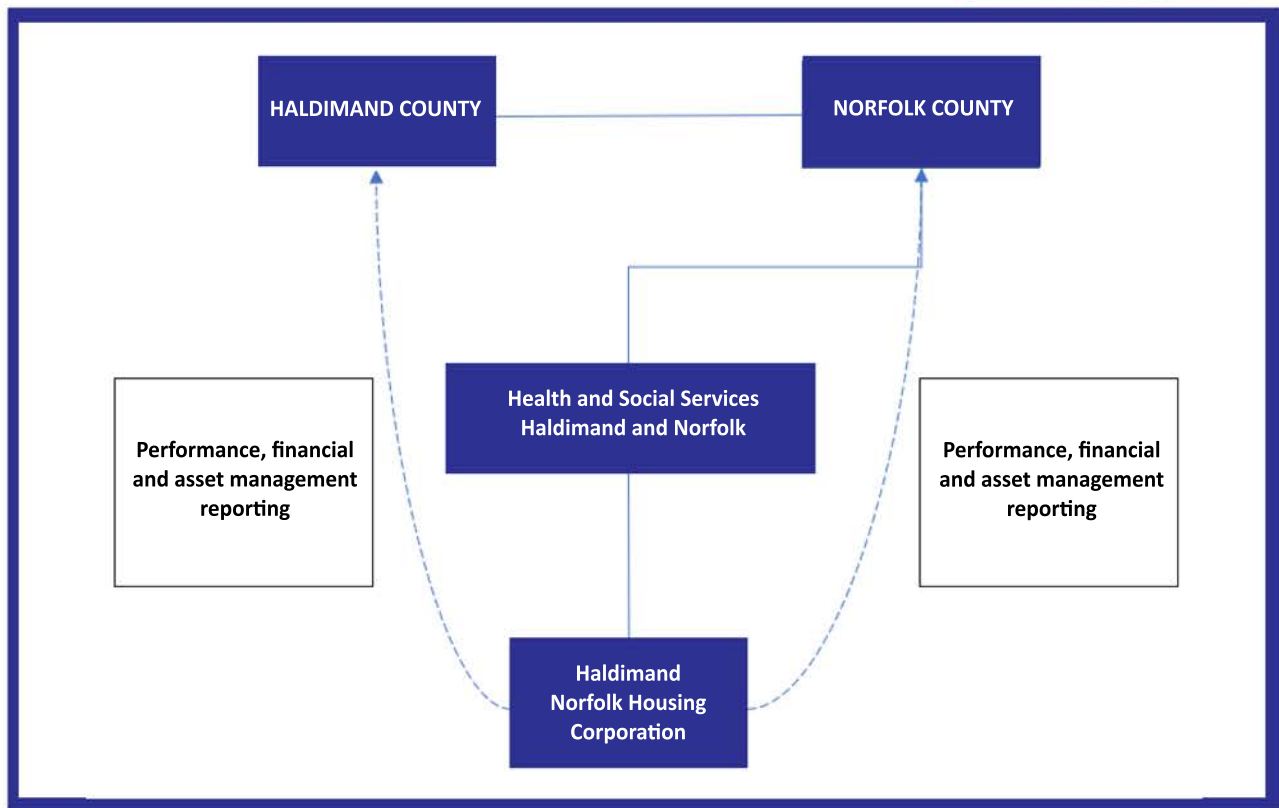 HALDIMAND COUNTY
NORFOLK COUNTY
Health and Social Services
Haldimand and Norfolk
Performance, financial
and asset management
reporting
Performance, financial
and asset management
reporting
Haldimand
Norfolk Housing
Corporation